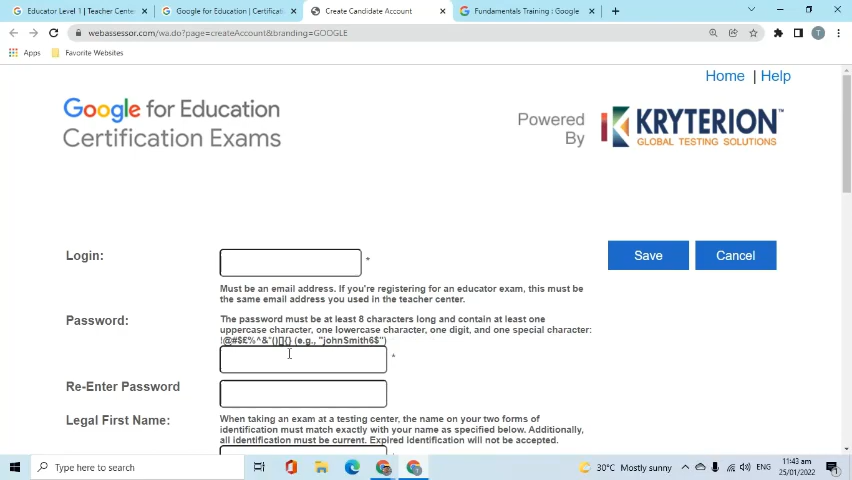 Educator Level 1 | Teacher Center
Google for Education | Certificati
Create Candidate Account
Fundamentals Training : Google
webassessor.com/wa.do?page=createAccount&branding=GOOGLE
Apps
Favorite Websites
Home | Help
Google for Education
Certification Exams
Powered
By
KRYTERION
GLOBAL TESTING SOLUTIONS
Login:
*
Save
Cancel
Must be an email address. If you're registering for an educator exam, this must be
the same email address you used in the teacher center.
Password:
The password must be at least 8 characters long and contain at least one
uppercase character, one lowercase character, one digit, and one special character:
!@#$£%^&*()[]{} (e.g., "johnSmith6$")
*
Re-Enter Password
Legal First Name:
When taking an exam at a testing center, the name on your two forms of
identification must match exactly with your name as specified below. Additionally,
all identification must be current. Expired Identification will not be accepted.
Type here to search
30°C Mostly sunny
ENG
11:43 am
25/01/2022